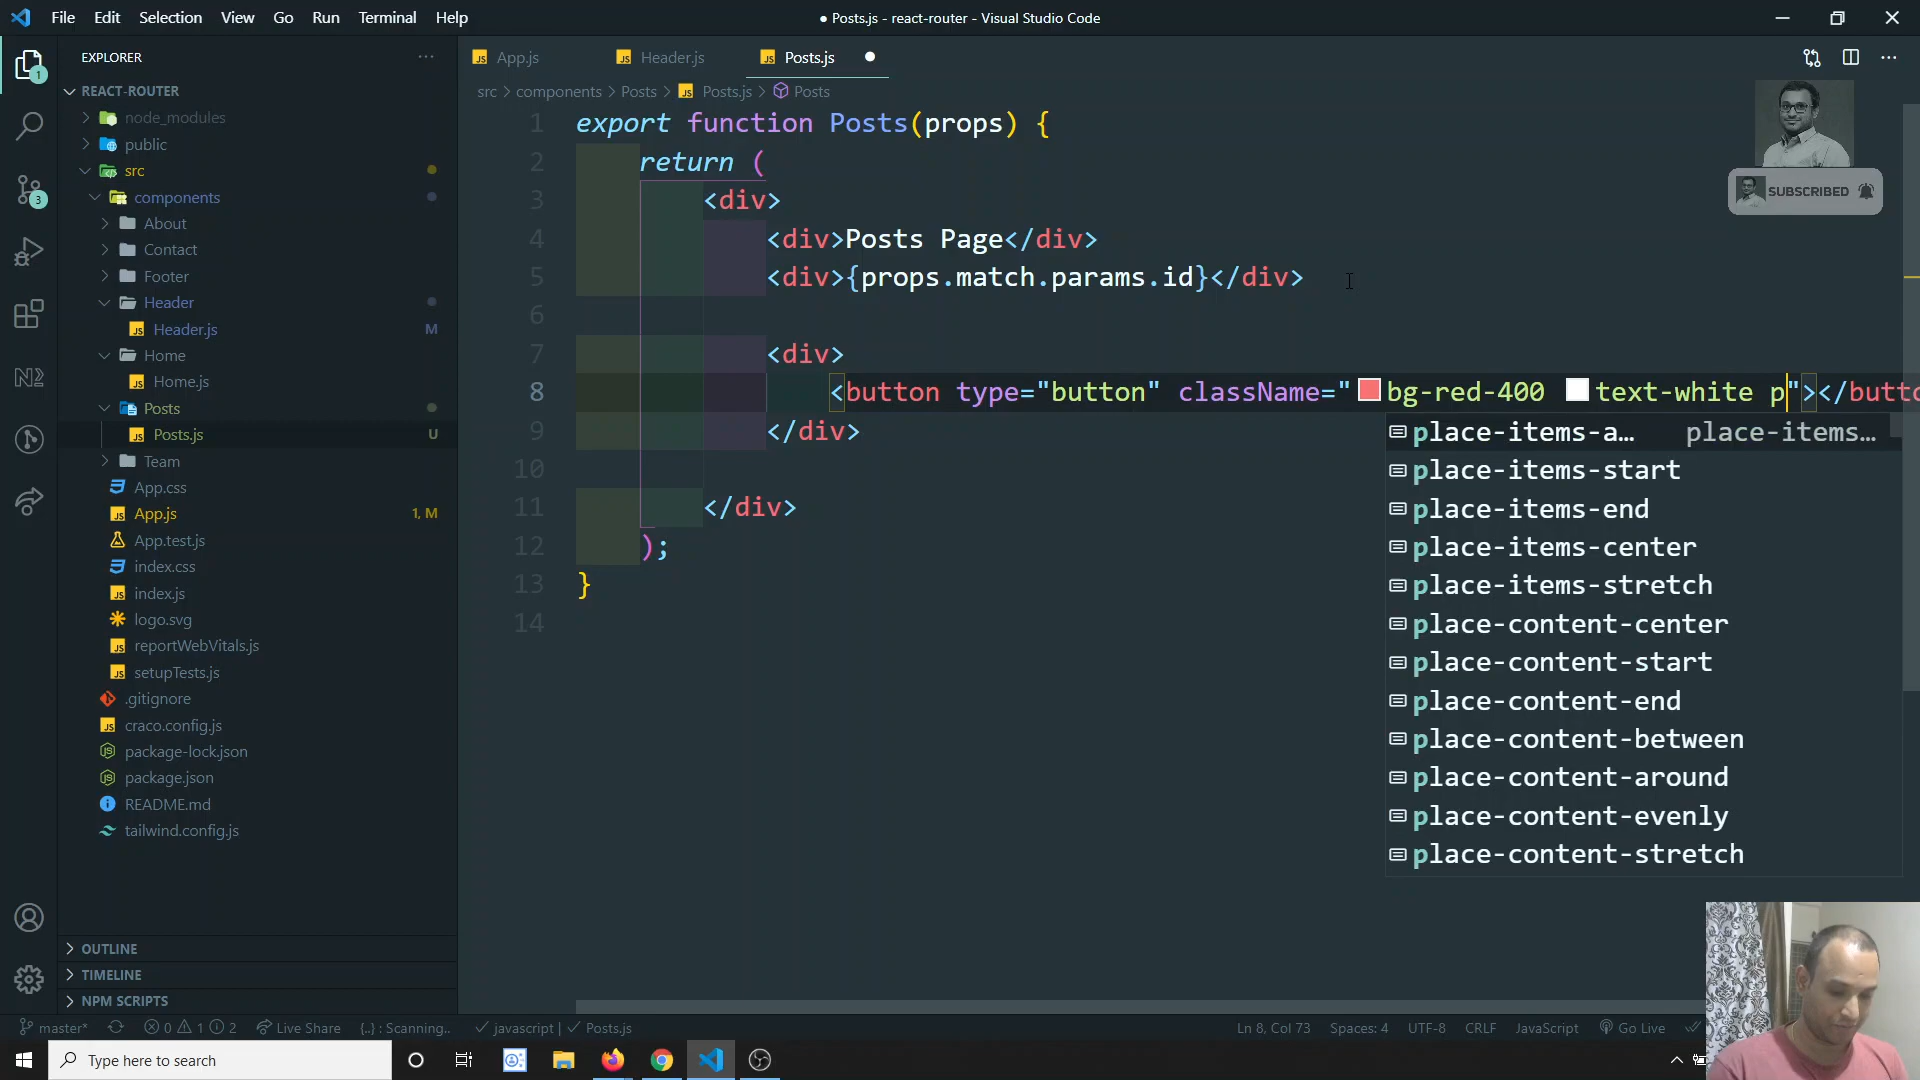 File Edit Selection View Go Run Terminal Help
● Posts.js - react-router - Visual Studio Code
EXPLORER
REACT-ROUTER
node_modules
public
src
components
About
Contact
Footer
Header
Header.js M
Home
Home.js
Posts
Posts.js U
Team
App.css
App.js 1, M
App.test.js
index.css
index.js
logo.svg
reportWebVitals.js
setupTests.js
.gitignore
craco.config.js
package-lock.json
package.json
README.md
tailwind.config.js
OUTLINE
TIMELINE
NPM SCRIPTS
1
3
App.js Header.js Posts.js
src > components > Posts > Posts.js > Posts
1 export function Posts(props) {
2 return (
3 <div>
4 <div>Posts Page</div>
5 <div>{props.match.params.id}</div>
6
7 <div>
8 <button type="button" className="bg-red-400 text-white p"></butto
9 </div>
10
11 </div>
12 );
13 }
14
place-items-a… place-items…
place-items-start
place-items-end
place-items-center
place-items-stretch
place-content-center
place-content-start
place-content-end
place-content-between
place-content-around
place-content-evenly
place-content-stretch
SUBSCRIBED
master* 0 1 2 Live Share {..} : Scanning.. javascript | Posts.js
Ln 8, Col 73 Spaces: 4 UTF-8 CRLF JavaScript Go Live
Type here to search